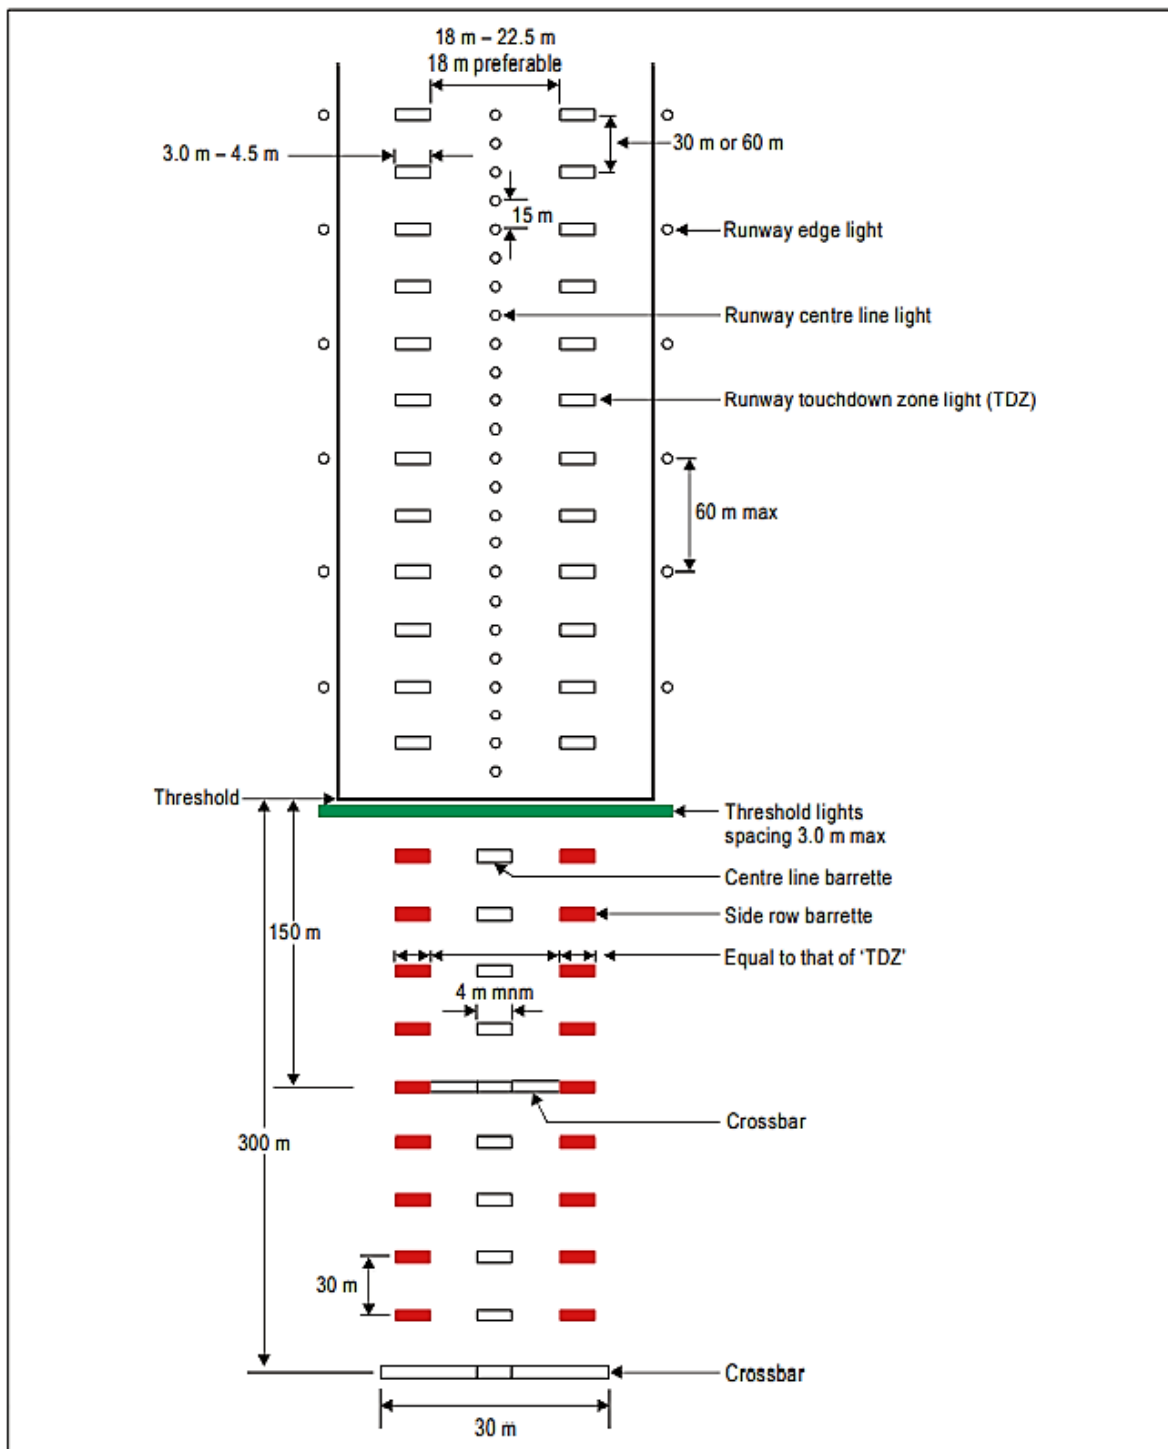 18 m – 22.5 m
18 m preferable
3.0 m – 4.5 m
30 m or 60 m
15 m
Runway edge light
Runway centre line light
Runway touchdown zone light (TDZ)
60 m max
Threshold
Threshold lights
spacing 3.0 m max
Centre line barrette
Side row barrette
150 m
Equal to that of ‘TDZ’
4 m mnm
Crossbar
300 m
30 m
Crossbar
30 m